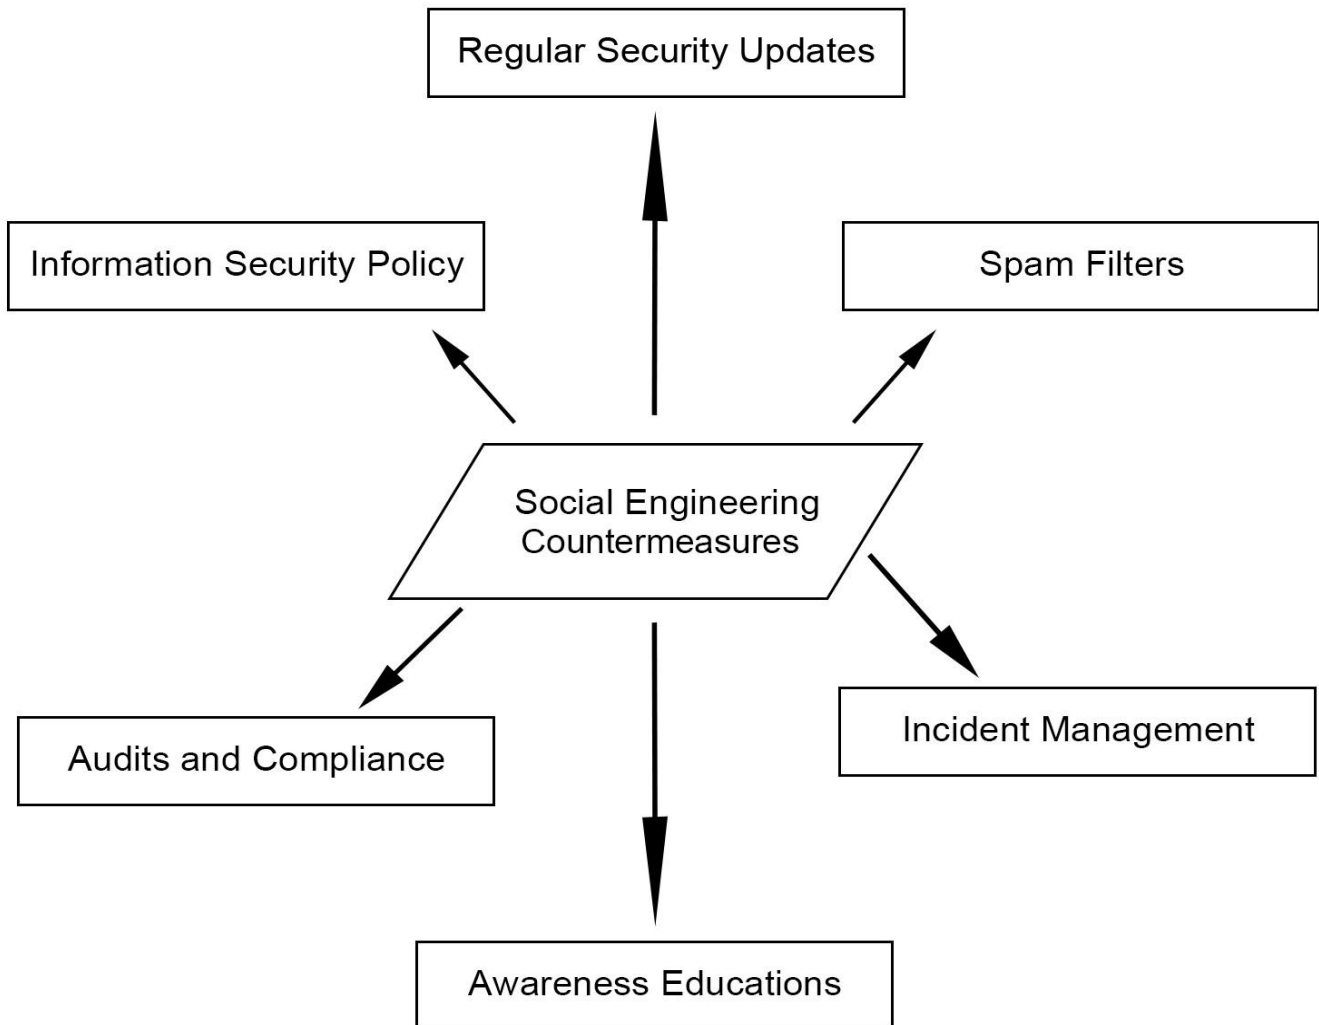 Regular Security Updates
Information Security Policy
Spam Filters
Social Engineering
Countermeasures
Incident Management
Audits and Compliance
Awareness Educations